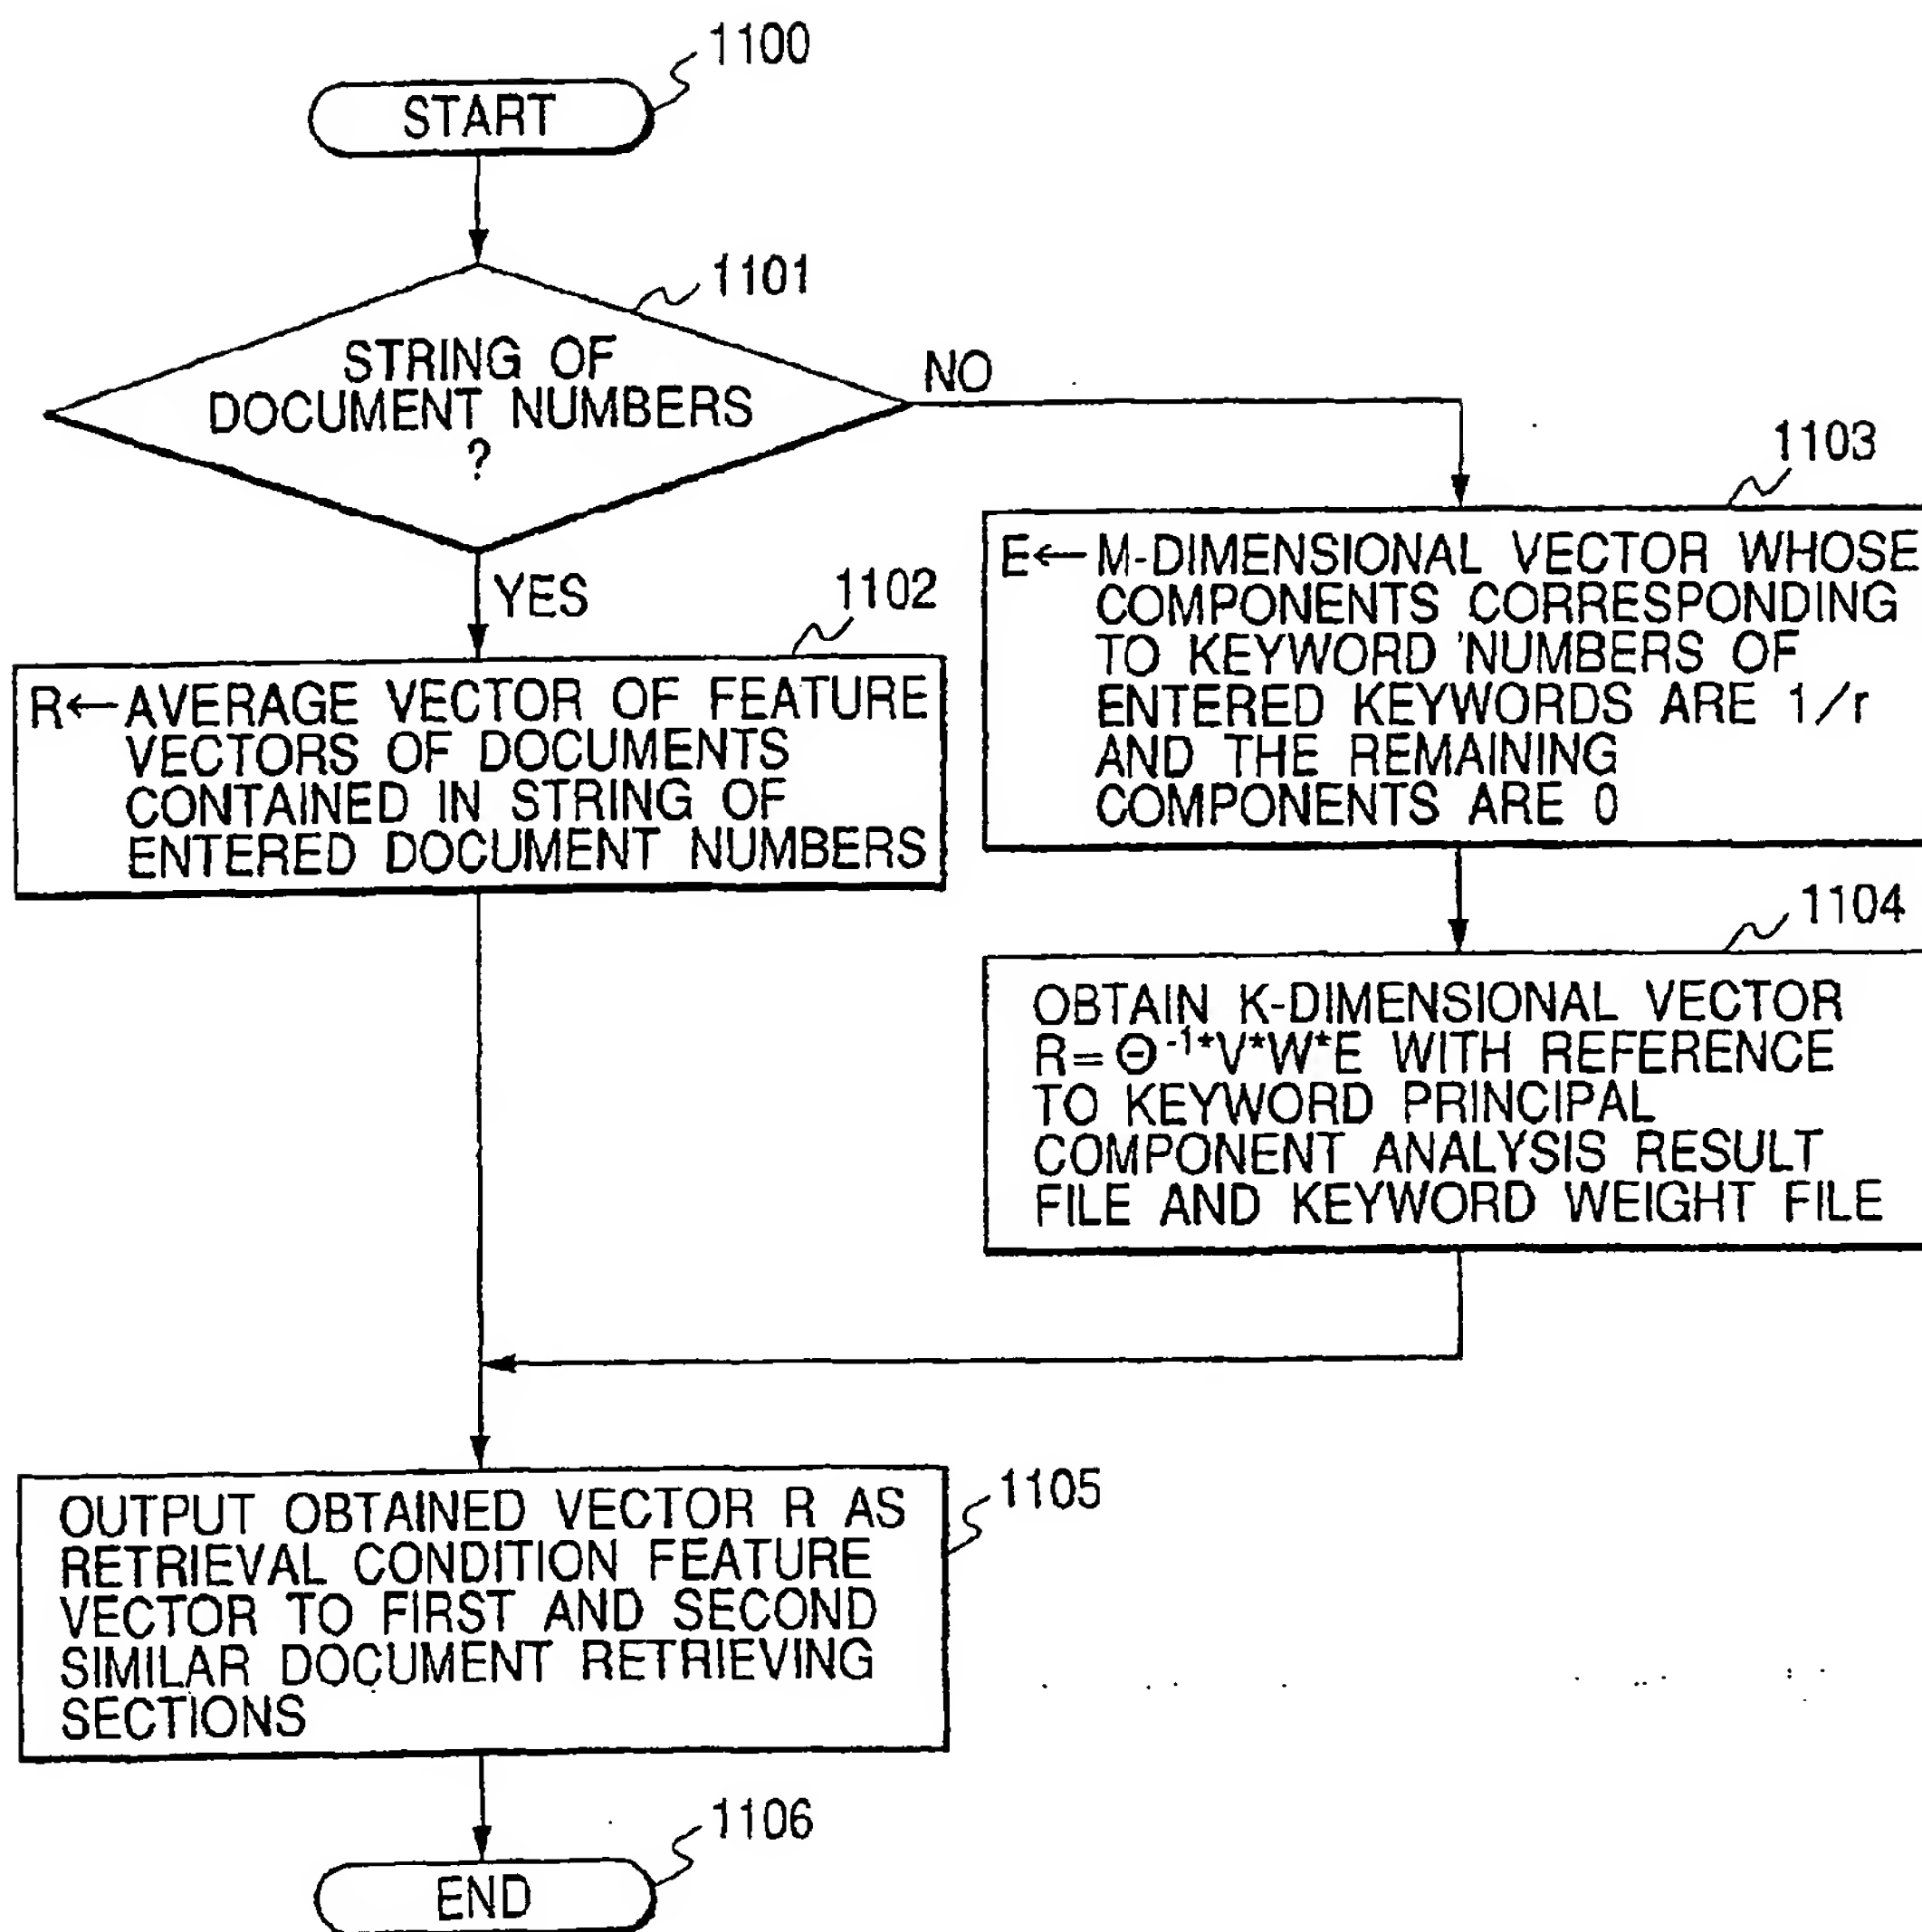 1100
START
1101
STRING OF
DOCUMENT NUMBERS
?
NO
YES
1102
R←AVERAGE VECTOR OF FEATURE
VECTORS OF DOCUMENTS
CONTAINED IN STRING OF
ENTERED DOCUMENT NUMBERS
1103
E←M-DIMENSIONAL VECTOR WHOSE
COMPONENTS CORRESPONDING
TO KEYWORD NUMBERS OF
ENTERED KEYWORDS ARE 1/r
AND THE REMAINING
COMPONENTS ARE 0
1104
OBTAIN K-DIMENSIONAL VECTOR
R=Θ⁻¹*V*W*E WITH REFERENCE
TO KEYWORD PRINCIPAL
COMPONENT ANALYSIS RESULT
FILE AND KEYWORD WEIGHT FILE
1105
OUTPUT OBTAINED VECTOR R AS
RETRIEVAL CONDITION FEATURE
VECTOR TO FIRST AND SECOND
SIMILAR DOCUMENT RETRIEVING
SECTIONS
1106
END